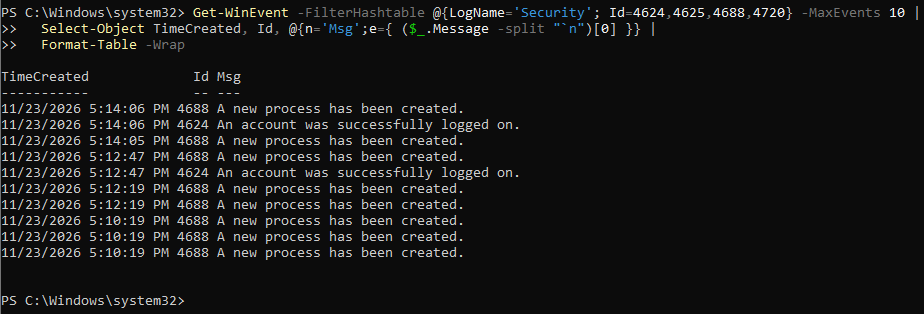 PS C:\Windows\system32> Get-WinEvent -FilterHashtable @{LogName='Security'; Id=4624,4625,4688,4720} -MaxEvents 10 |
>>   Select-Object TimeCreated, Id, @{n='Msg';e={ ($_.Message -split "`n")[0] }} |
>>   Format-Table -Wrap
TimeCreated             Id Msg
-----------             -- ---
11/23/2026 5:14:06 PM 4688 A new process has been created.
11/23/2026 5:14:06 PM 4624 An account was successfully logged on.
11/23/2026 5:14:05 PM 4688 A new process has been created.
11/23/2026 5:12:47 PM 4688 A new process has been created.
11/23/2026 5:12:47 PM 4624 An account was successfully logged on.
11/23/2026 5:12:19 PM 4688 A new process has been created.
11/23/2026 5:12:19 PM 4688 A new process has been created.
11/23/2026 5:10:19 PM 4688 A new process has been created.
11/23/2026 5:10:19 PM 4688 A new process has been created.
11/23/2026 5:10:19 PM 4688 A new process has been created.
PS C:\Windows\system32>